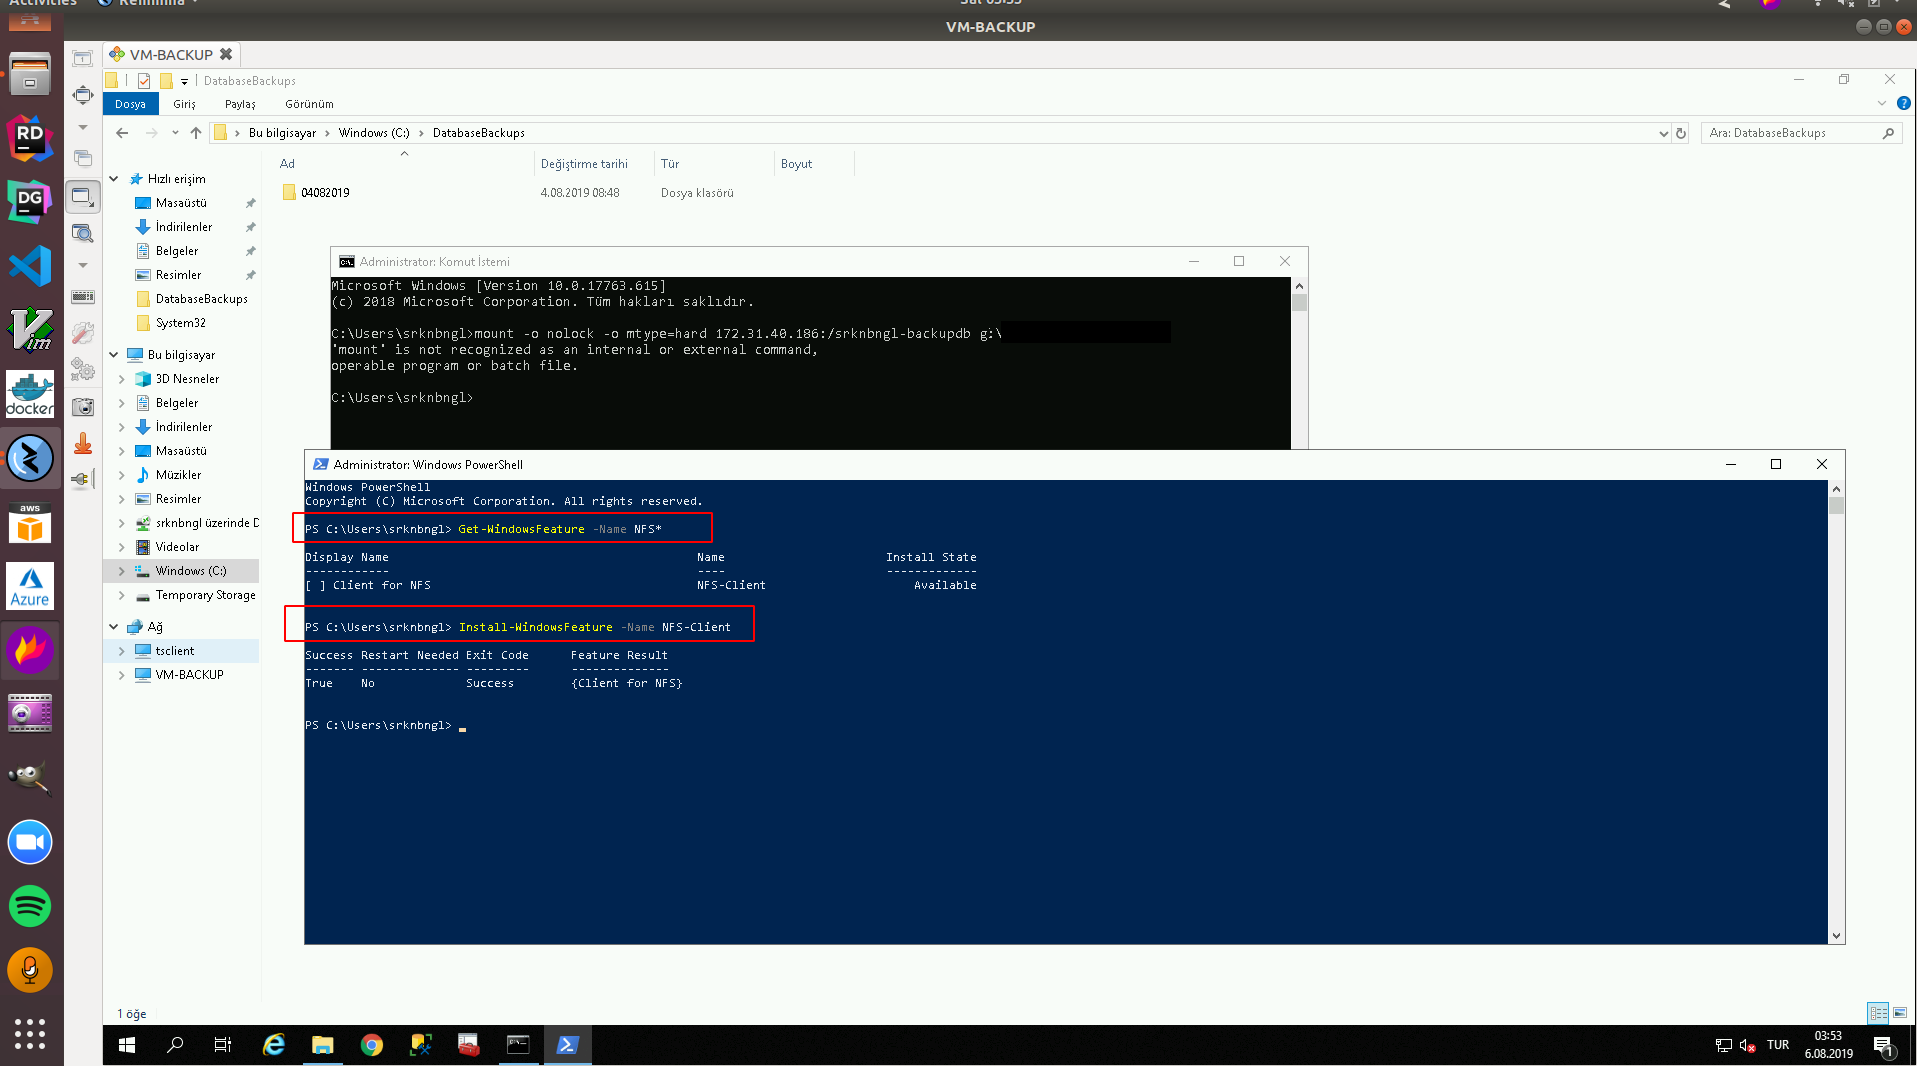 Activities
Remmina
VM-BACKUP
VM-BACKUP
DatabaseBackups
Dosya
Giriş
Paylaş
Görünüm
Bu bilgisayar
Windows (C:)
DatabaseBackups
Ara: DatabaseBackups
Ad
Değiştirme tarihi
Tür
Boyut
04082019
4.08.2019 08:48
Dosya klasörü
Hızlı erişim
Masaüstü
İndirilenler
Belgeler
Resimler
DatabaseBackups
System32
Bu bilgisayar
3D Nesneler
Belgeler
İndirilenler
Masaüstü
Müzikler
Resimler
srknbngl üzerinde D
Videolar
Windows (C:)
Temporary Storage
Ağ
tsclient
VM-BACKUP
1 öğe
Administrator: Komut İstemi
Microsoft Windows [Version 10.0.17763.615]
(c) 2018 Microsoft Corporation. Tüm hakları saklıdır.
C:\Users\srknbngl>mount -o nolock -o mtype=hard 172.31.40.186:/srknbngl-backupdb g:\
'mount' is not recognized as an internal or external command,
operable program or batch file.
C:\Users\srknbngl>
Administrator: Windows PowerShell
Windows PowerShell
Copyright (C) Microsoft Corporation. All rights reserved.
PS C:\Users\srknbngl> Get-WindowsFeature -Name NFS*
Display Name Name Install State
------------ ---- -------------
[ ] Client for NFS NFS-Client Available
PS C:\Users\srknbngl> Install-WindowsFeature -Name NFS-Client
Success Restart Needed Exit Code Feature Result
------- -------------- --------- --------------
True No Success {Client for NFS}
PS C:\Users\srknbngl>
RD
DG
Vim
docker
aws
Azure
TUR
03:53
6.08.2019
1